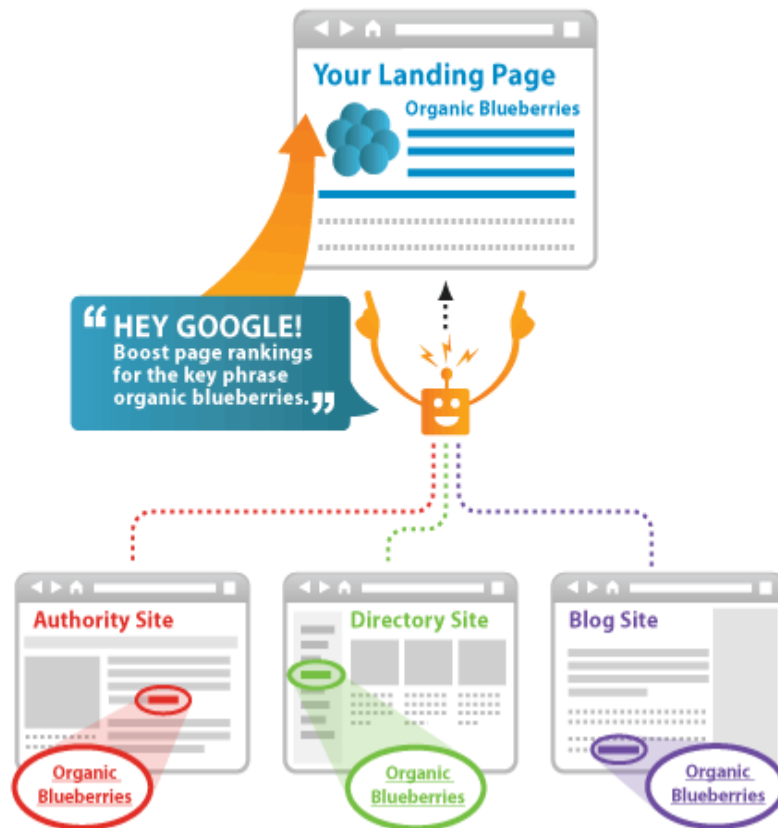 Your Landing Page
Organic Blueberries
“HEY GOOGLE!
Boost page rankings
for the key phrase
organic blueberries.”
Authority Site
Directory Site
Blog Site
Organic
Blueberries
Organic
Blueberries
Organic
Blueberries